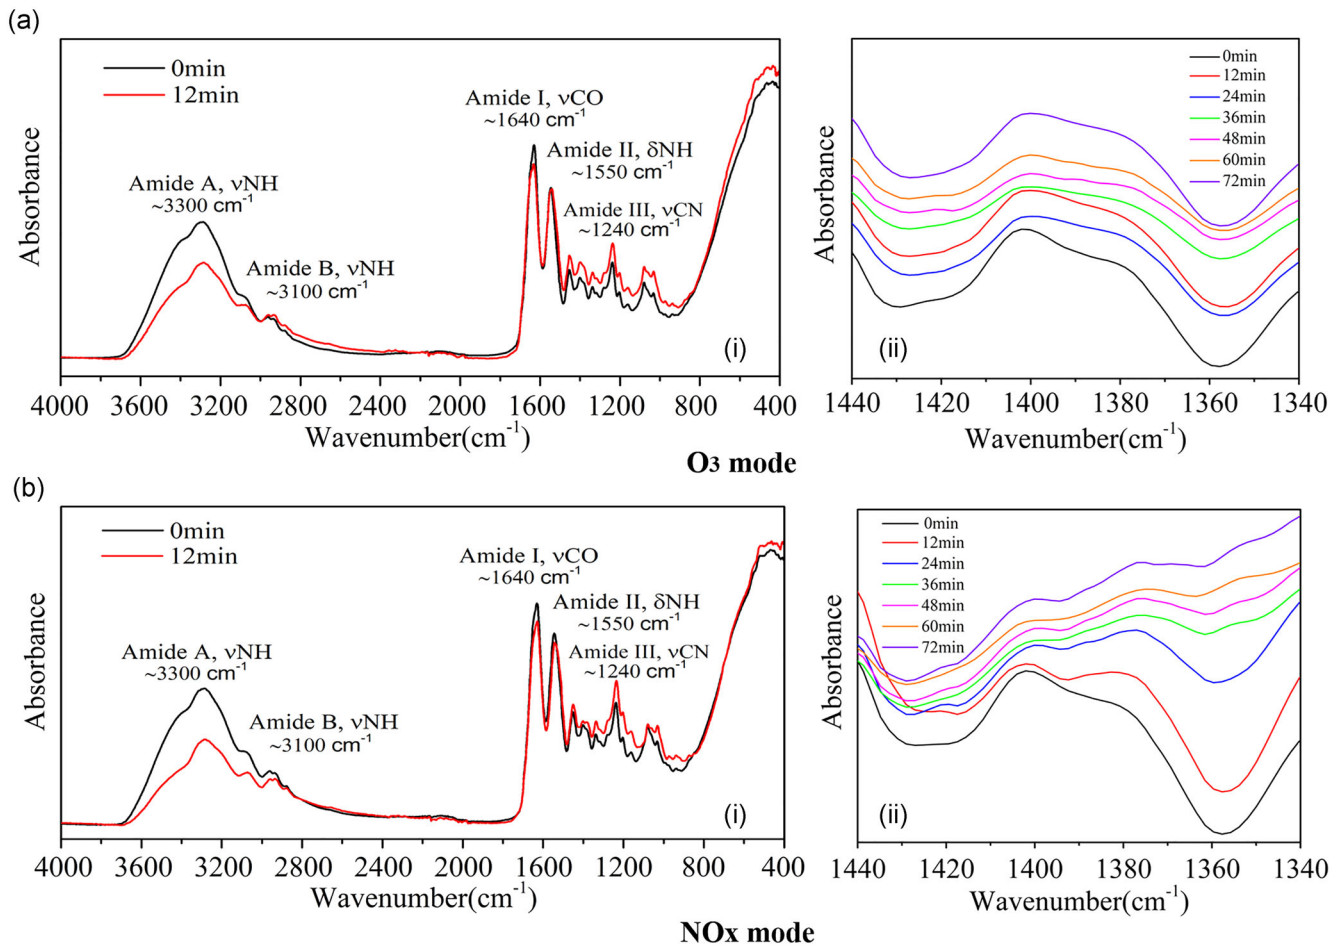 (a)
0min
12min
Amide I, νCO
~1640 cm⁻¹
Amide II, δNH
~1550 cm⁻¹
Amide A, νNH
~3300 cm⁻¹
Amide III, νCN
~1240 cm⁻¹
Amide B, νNH
~3100 cm⁻¹
Absorbance
(i)
4000 3600 3200 2800 2400 2000 1600 1200 800 400
Wavenumber(cm⁻¹)
0min
12min
24min
36min
48min
60min
72min
Absorbance
(ii)
1440 1420 1400 1380 1360 1340
Wavenumber(cm⁻¹)
O3 mode
(b)
0min
12min
Amide I, νCO
~1640 cm⁻¹
Amide II, δNH
~1550 cm⁻¹
Amide A, νNH
~3300 cm⁻¹
Amide III, νCN
~1240 cm⁻¹
Amide B, νNH
~3100 cm⁻¹
Absorbance
(i)
4000 3600 3200 2800 2400 2000 1600 1200 800 400
Wavenumber(cm⁻¹)
0min
12min
24min
36min
48min
60min
72min
Absorbance
(ii)
1440 1420 1400 1380 1360 1340
Wavenumber(cm⁻¹)
NOx mode